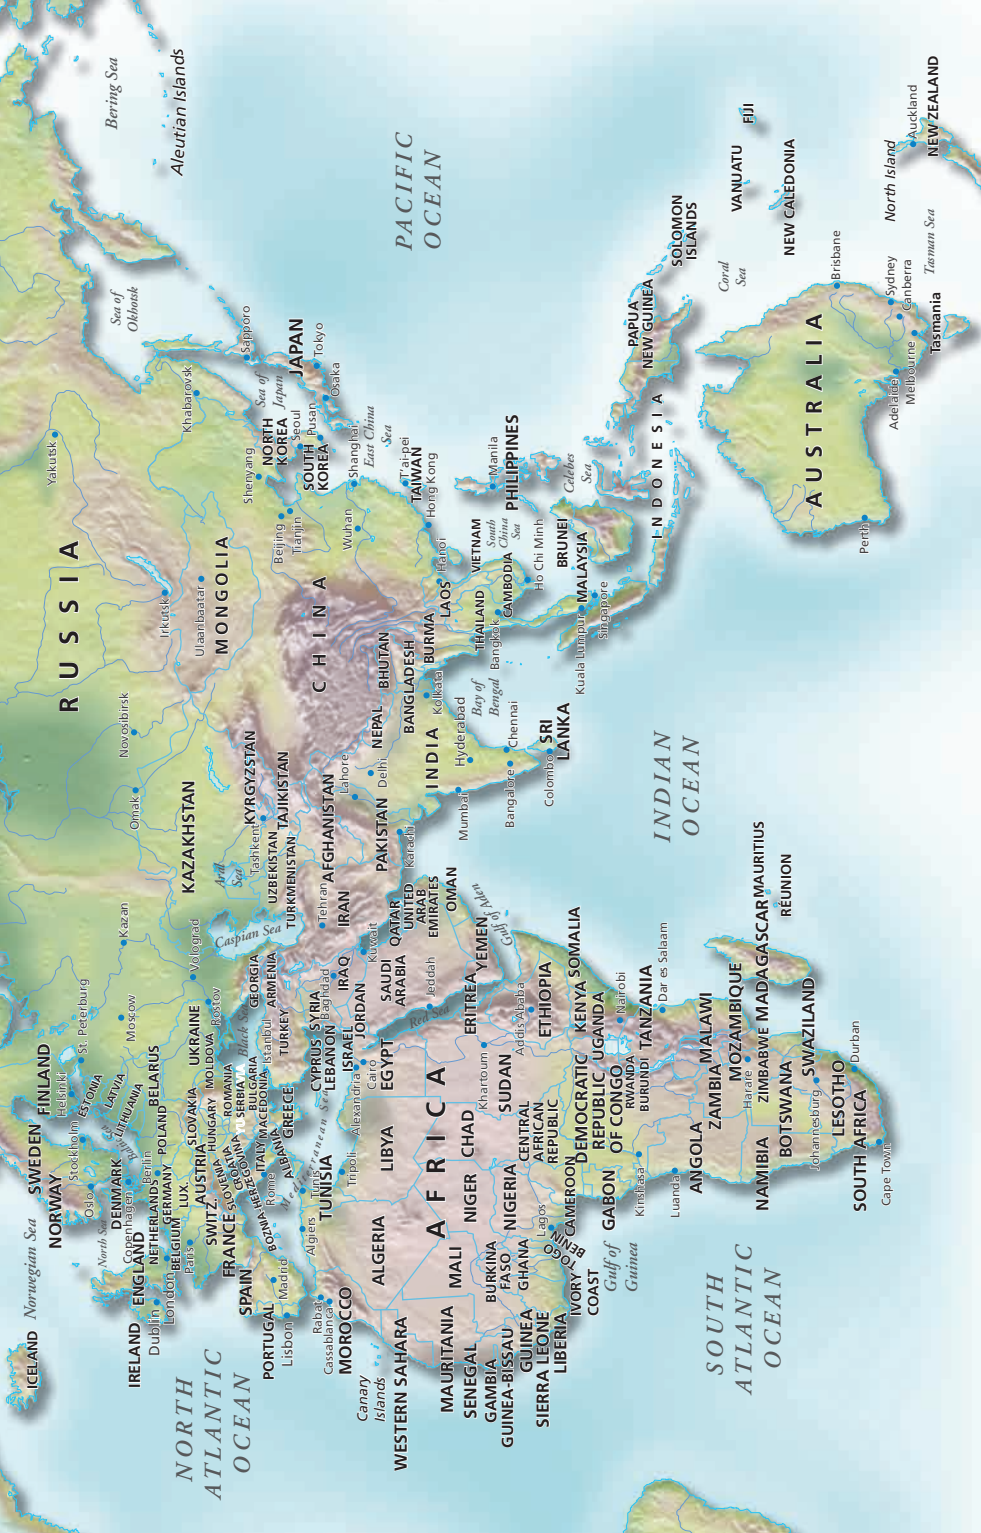 Bering Sea
Aleutian Islands
PACIFIC
OCEAN
FIJI
VANUATU
NEW CALEDONIA
SOLOMON
ISLANDS
Coral
Sea
North Island
Auckland
NEW ZEALAND
Tasman Sea
Brisbane
Sydney
Canberra
Tasmania
Melbourne
Adelaide
AUSTRALIA
Perth
PAPUA
NEW GUINEA
INDONESIA
Sea of
Okhotsk
Yakutsk
RUSSIA
Khabarovsk
Sapporo
JAPAN
Tokyo
Osaka
Sea of
Japan
NORTH
KOREA
Seoul
Pusan
SOUTH
KOREA
Shenyang
Beijing
Tianjin
Shanghai
East China
Sea
Wuhan
T'ai-pei
TAIWAN
Hong Kong
Manila
PHILIPPINES
Celebes
Sea
Irkutsk
Ulaanbaatar
MONGOLIA
CHINA
Hanoi
LAOS
VIETNAM
South
China
Sea
CAMBODIA
Ho Chi Minh
THAILAND
Bangkok
BRUNEI
MALAYSIA
Kuala Lumpur
Singapore
BURMA
BHUTAN
BANGLADESH
Kolkata
NEPAL
Bay of
Bengal
INDIA
Hyderabad
Chennai
Bangalore
Mumbai
SRI
LANKA
Colombo
Delhi
Lahore
Novosibirsk
Omak
KAZAKHSTAN
KYRGYZSTAN
TAJIKISTAN
Tashkent
UZBEKISTAN
TURKMENISTAN
AFGHANISTAN
PAKISTAN
Karachi
Aral
Sea
INDIAN
OCEAN
Kazan
Volograd
Caspian Sea
Tehran
IRAN
Kuwait
QATAR
UNITED
ARAB
EMIRATES
OMAN
YEMEN
Gulf of Aden
SAUDI
ARABIA
Jeddah
Red Sea
IRAQ
Baghdad
SYRIA
JORDAN
ISRAEL
LEBANON
CYPRUS
GEORGIA
ARMENIA
TURKEY
Istanbul
Black Sea
Rostov
UKRAINE
MOLDOVA
Moscow
St. Peterburg
FINLAND
Helsinki
ESTONIA
LATVIA
LITHUANIA
BELARUS
SWEDEN
Stockholm
NORWAY
Oslo
DENMARK
Copenhagen
Berlin
POLAND
SLOVAKIA
GERMANY
LUX.
NETHERLAND
BELGIUM
Paris
ENGLAND
London
IRELAND
Dublin
North Sea
Norwegian Sea
ICELAND
AUSTRIA
HUNGARY
ROMANIA
SERBIA
BULGARIA
MACEDONIA
SWITZ.
SLOVENIA
CROATIA
BOZNIA HERZEGOVINA
ITALY
ALBANIA
GREECE
Rome
FRANCE
SPAIN
Madrid
PORTUGAL
Lisbon
Mediterranean Sea
NORTH
ATLANTIC
OCEAN
Algiers
Tunis
TUNISIA
Tripoli
Alexandria
Cairo
EGYPT
LIBYA
ALGERIA
Rabat
Cassablanca
MOROCCO
Canary
Islands
WESTERN SAHARA
AFRICA
MAURITANIA
MALI
NIGER
CHAD
SUDAN
Khartoum
ERITREA
Addis Ababa
ETHIOPIA
SOMALIA
SENEGAL
GAMBIA
GUINEA-BISSAU
GUINEA
SIERRA LEONE
LIBERIA
IVORY
COAST
BURKINA
FASO
GHANA
TOGO
BENIN
NIGERIA
Lagos
CAMEROON
CENTRAL
AFRICAN
REPUBLIC
Gulf of
Guinea
GABON
DEMOCRATIC
REPUBLIC
OF CONGO
UGANDA
KENYA
Nairobi
RWANDA
BURUNDI
TANZANIA
Dar es Salaam
Kinshasa
Luanda
ANGOLA
ZAMBIA
MALAWI
MOZAMBIQUE
Harare
ZIMBABWE
MADAGASCAR
MAURITIUS
RÉUNION
NAMIBIA
BOTSWANA
SWAZILAND
Johannesburg
LESOTHO
SOUTH AFRICA
Durban
Cape Town
SOUTH
ATLANTIC
OCEAN